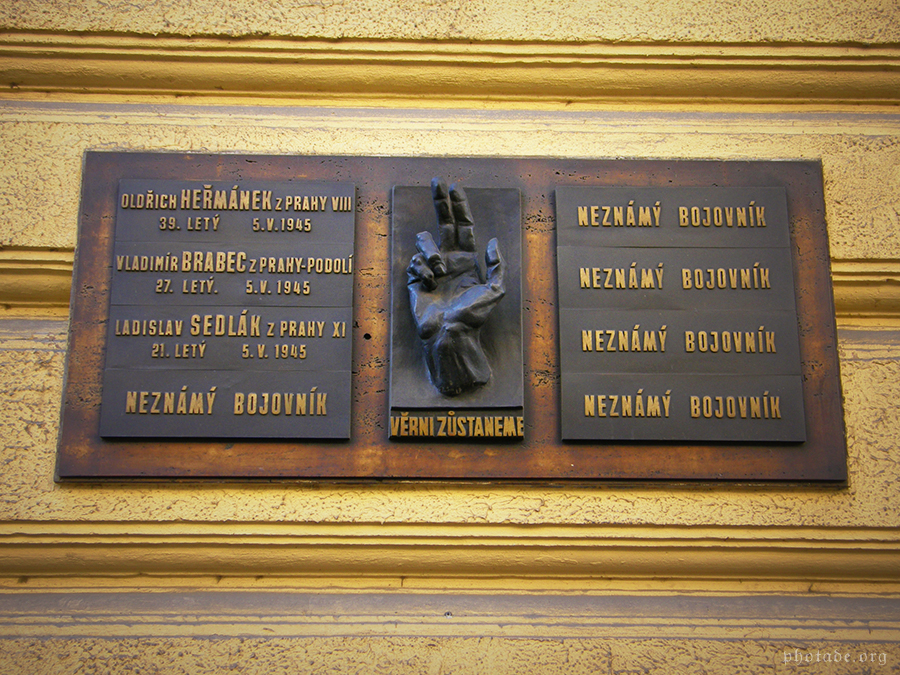 OLDŘICH HEŘMÁNEK Z PRAHY VIII
39. LETÝ 5.V.1945
VLADIMÍR BRABEC Z PRAHY-PODOLÍ
27. LETÝ. 5.V.1945
LADISLAV SEDLÁK Z PRAHY XI
21. LETÝ 5.V.1945
NEZNÁMÝ BOJOVNÍK
VĚRNI ZŮSTANEME
NEZNÁMÝ BOJOVNÍK
NEZNÁMÝ BOJOVNÍK
NEZNÁMÝ BOJOVNÍK
NEZNÁMÝ BOJOVNÍK
photade.org